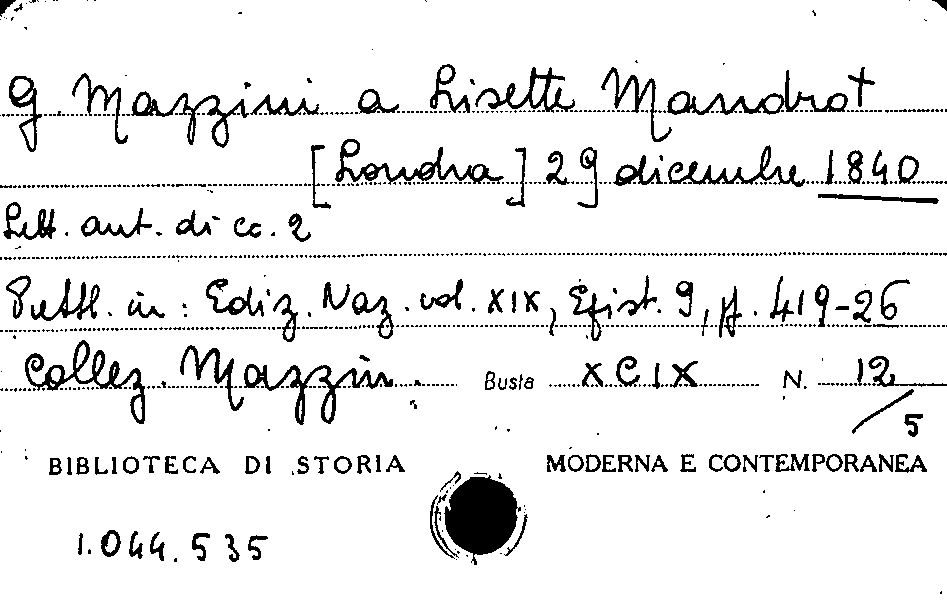 G. Mazzini a Lisette Mandrot
[Londra] 29 dicembre 1840
Lett. aut. di cc. 2
Pubbl. in: Ediz. Naz. vol. XIX, Epist. 9, pp. 419-26
Collez. Mazzin. Busta XCIX N. 12/5
BIBLIOTECA DI STORIA MODERNA E CONTEMPORANEA
1.044.535